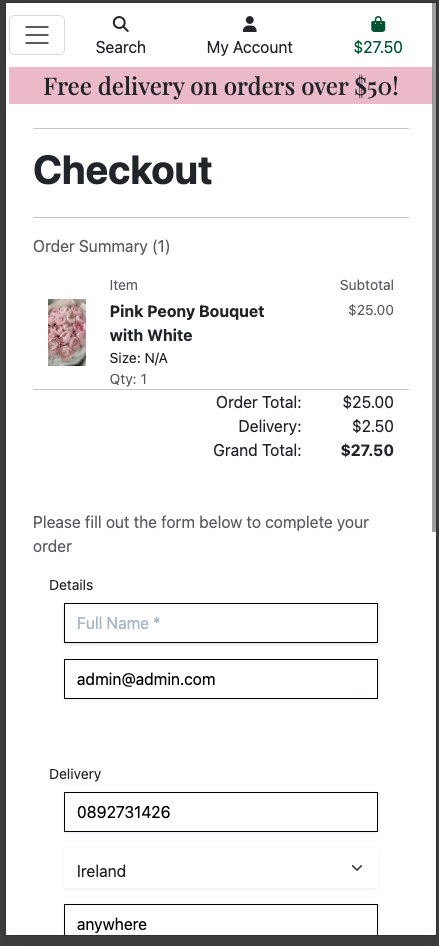 Search
My Account
$27.50
Free delivery on orders over $50!
Checkout
Order Summary (1)
Item Subtotal
Pink Peony Bouquet $25.00
with White
Size: N/A
Qty: 1
Order Total: $25.00
Delivery: $2.50
Grand Total: $27.50
Please fill out the form below to complete your
order
Details
Full Name *
admin@admin.com
Delivery
0892731426
Ireland
anywhere